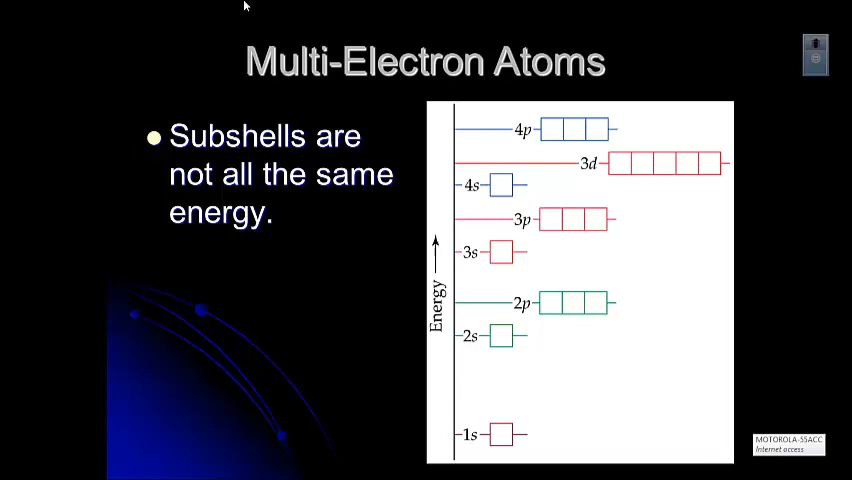 Multi-Electron Atoms
Subshells are
not all the same
energy.
4p
3d
4s
3p
3s
2p
2s
1s
Energy
MOTOROLA-55ACC
Internet access